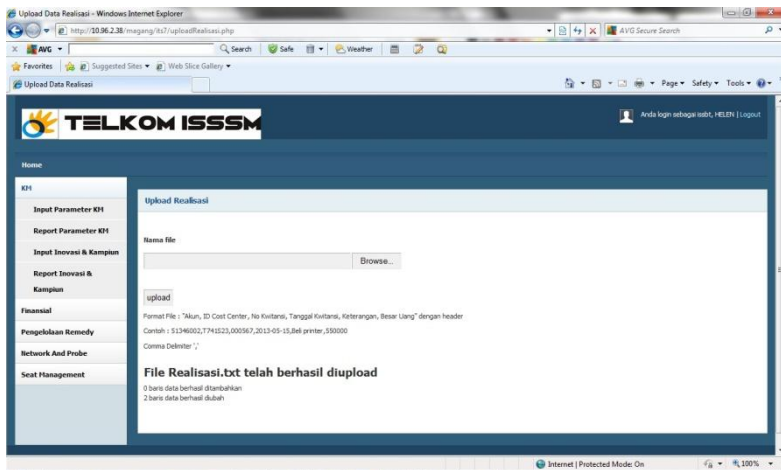 Upload Data Realisasi - Windows Internet Explorer
http://10.96.2.38/magang/its7/uploadRealisasi.php
AVG Secure Search
AVG
Search
Safe
Weather
Favorites
Suggested Sites
Web Slice Gallery
Upload Data Realisasi
Page
Safety
Tools
TELKOM ISSSM
Anda login sebagai issbt, HELEN | Logout
Home
KM
Input Parameter KM
Report Parameter KM
Input Inovasi & Kampiun
Report Inovasi &
Kampiun
Finansial
Pengelolaan Remedy
Network And Probe
Seat Management
Upload Realisasi
Nama file
Browse...
upload
Format File : "Akun, ID Cost Center, No Kwitansi, Tanggal Kwitansi, Keterangan, Besar Uang" dengan header
Contoh : 51346002,T741523,000567,2013-05-15,Beli printer,550000
Comma Delimiter ','
File Realisasi.txt telah berhasil diupload
0 baris data berhasil ditambahkan
2 baris data berhasil diubah
Internet | Protected Mode: On
100%